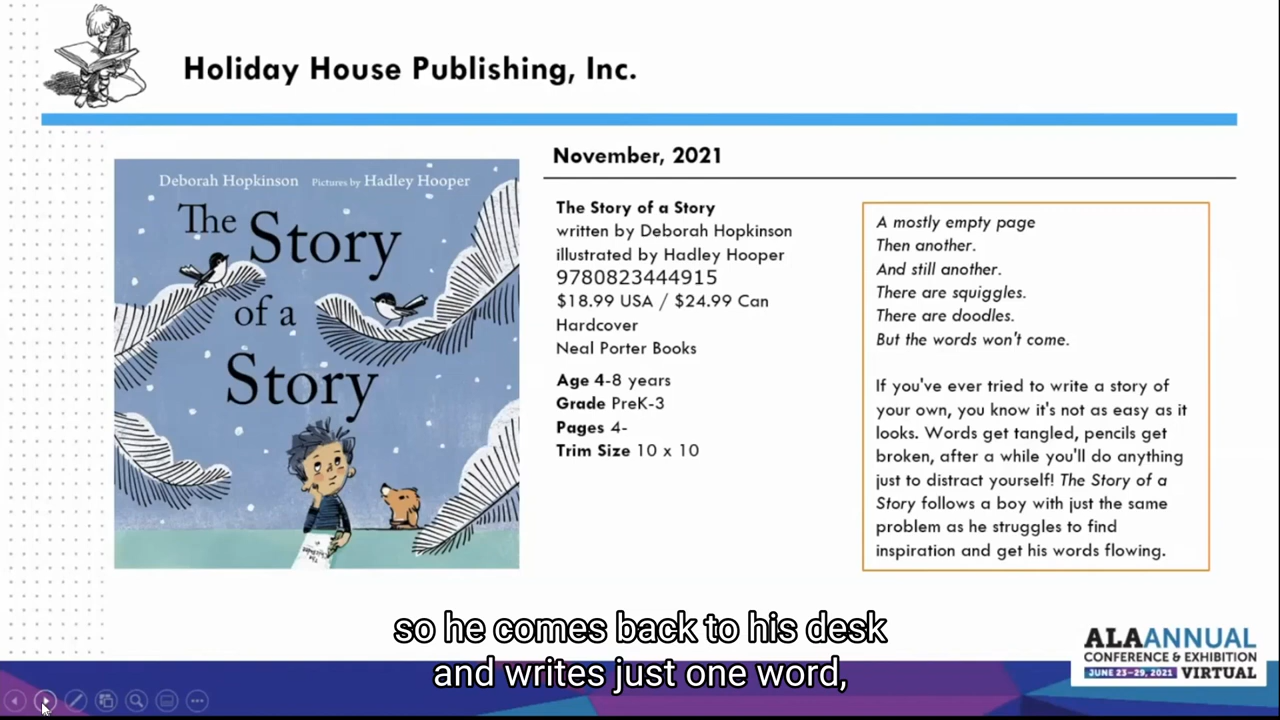 Holiday House Publishing, Inc.
November, 2021
Deborah Hopkinson Pictures by Hadley Hooper
The Story
of a
Story
The Story of a Story
written by Deborah Hopkinson
illustrated by Hadley Hooper
9780823444915
$18.99 USA / $24.99 Can
Hardcover
Neal Porter Books
Age 4-8 years
Grade PreK-3
Pages 4-
Trim Size 10 x 10
A mostly empty page
Then another.
And still another.
There are squiggles.
There are doodles.
But the words won't come.
If you've ever tried to write a story of
your own, you know it's not as easy as it
looks. Words get tangled, pencils get
broken, after a while you'll do anything
just to distract yourself! The Story of a
Story follows a boy with just the same
problem as he struggles to find
inspiration and get his words flowing.
so he comes back to his desk
and writes just one word,
ALAANNUAL
CONFERENCE & EXHIBITION
JUNE 23–29, 2021 VIRTUAL